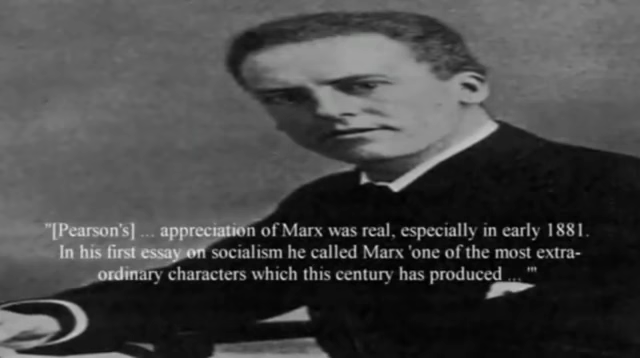 "[Pearson's] ... appreciation of Marx was real, especially in early 1881.
In his first essay on socialism he called Marx 'one of the most extra-
ordinary characters which this century has produced ... '"